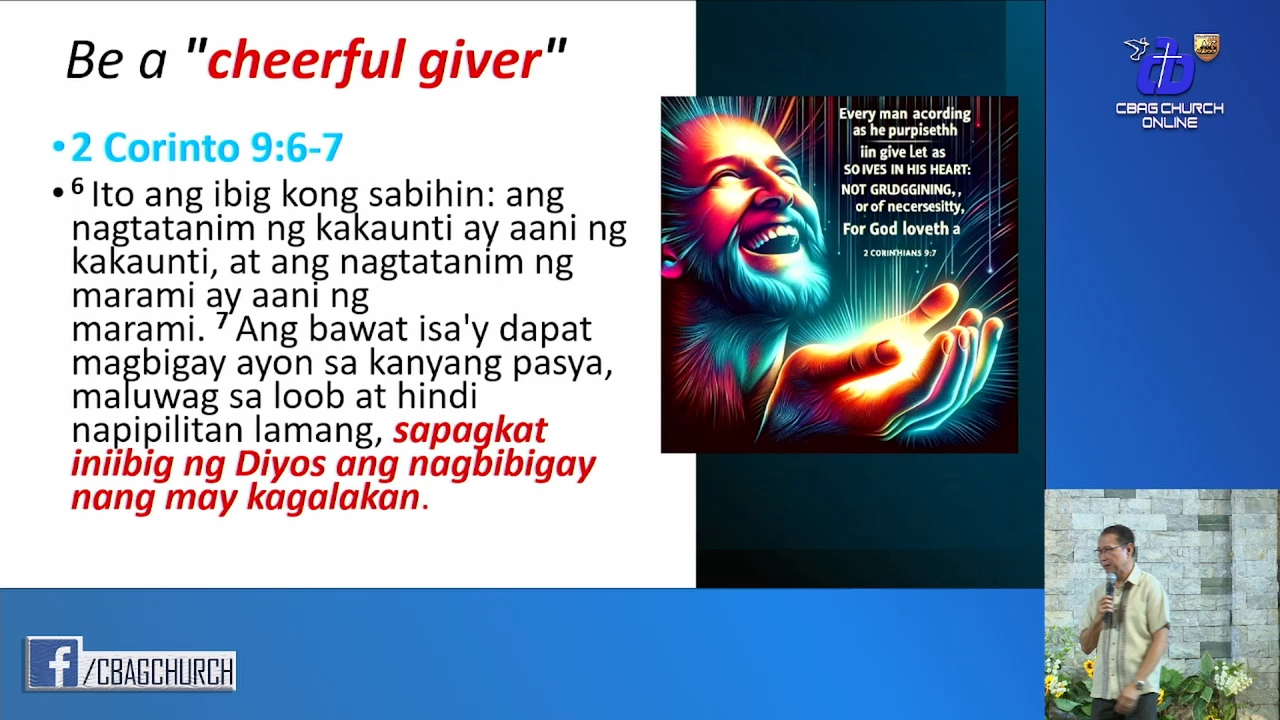 Be a "cheerful giver"
•2 Corinto 9:6-7
•⁶ Ito ang ibig kong sabihin: ang
nagtatanim ng kakaunti ay aani ng
kakaunti, at ang nagtatanim ng
marami ay aani ng
marami. ⁷ Ang bawat isa'y dapat
magbigay ayon sa kanyang pasya,
maluwag sa loob at hindi
napipilitan lamang, sapagkat
iniibig ng Diyos ang nagbibigay
nang may kagalakan.
Every man acording
as he purpisethh
iin give Let as
SO IVES IN HIS HEART:
NOT GRUDGGINING, ,
or of necersesitty,
For God loveth a
2 CORINTHIANS 9:7
CBAG CHURCH
ONLINE
f/CBAGCHURCH